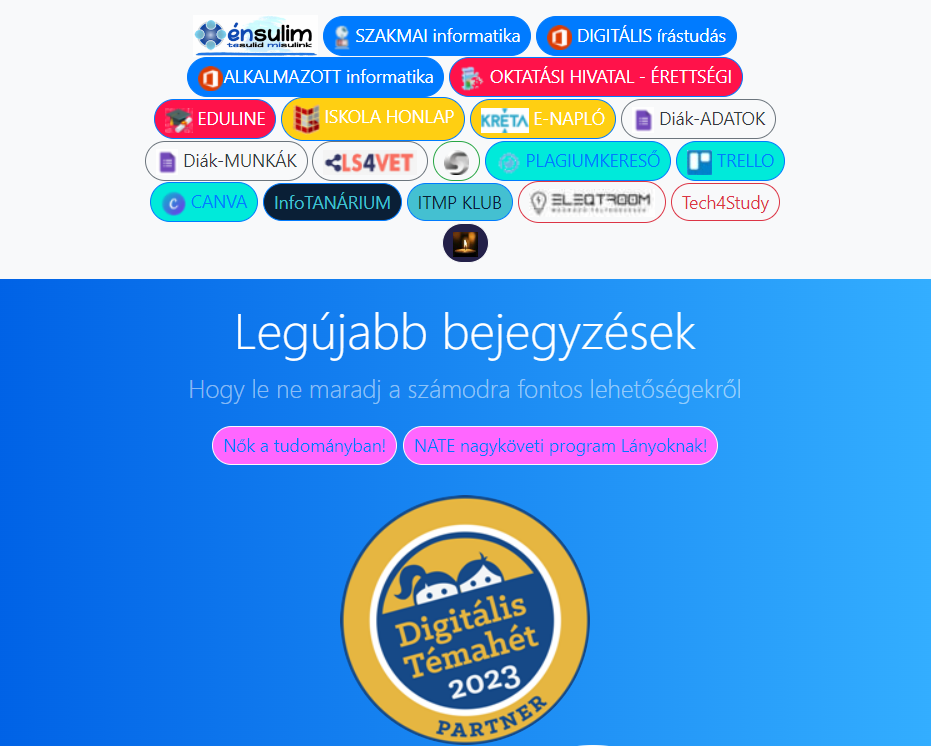 énsulim
tesulid misulink
SZAKMAI informatika
DIGITÁLIS írástudás
ALKALMAZOTT informatika
OKTATÁSI HIVATAL - ÉRETTSÉGI
EDULINE
ISKOLA HONLAP
KRÉTA E-NAPLÓ
Diák-ADATOK
Diák-MUNKÁK
LS4VET
PLAGIUMKERESŐ
TRELLO
CANVA
InfoTANÁRIUM
ITMP KLUB
ELEQTROOM
Tech4Study
Legújabb bejegyzések
Hogy le ne maradj a számodra fontos lehetőségekről
Nők a tudományban!
NATE nagyköveti program Lányoknak!
Digitális
Témahét
2023
PARTNER